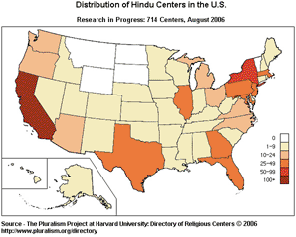 Distribution of Hindu Centers in the U.S.
Research in Progress: 714 Centers, August 2006
0
1-9
10-24
25-49
50-99
100+
Source - The Pluralism Project at Harvard University: Directory of Religious Centers © 2006
http://www.pluralism.org/directory